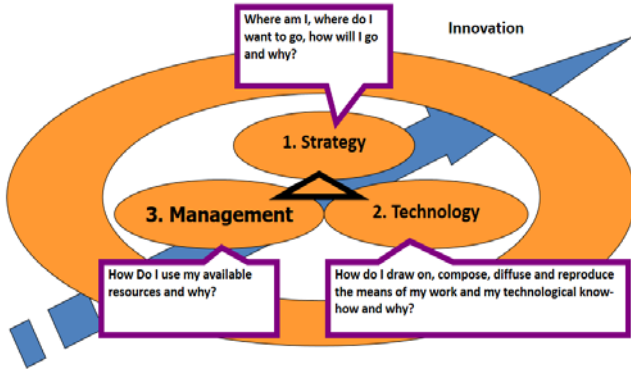 Where am I, where do I
want to go, how will I go
and why?
Innovation
1. Strategy
3. Management
2. Technology
How Do I use my available
resources and why?
How do I draw on, compose, diffuse and reproduce
the means of my work and my technological know-
how and why?